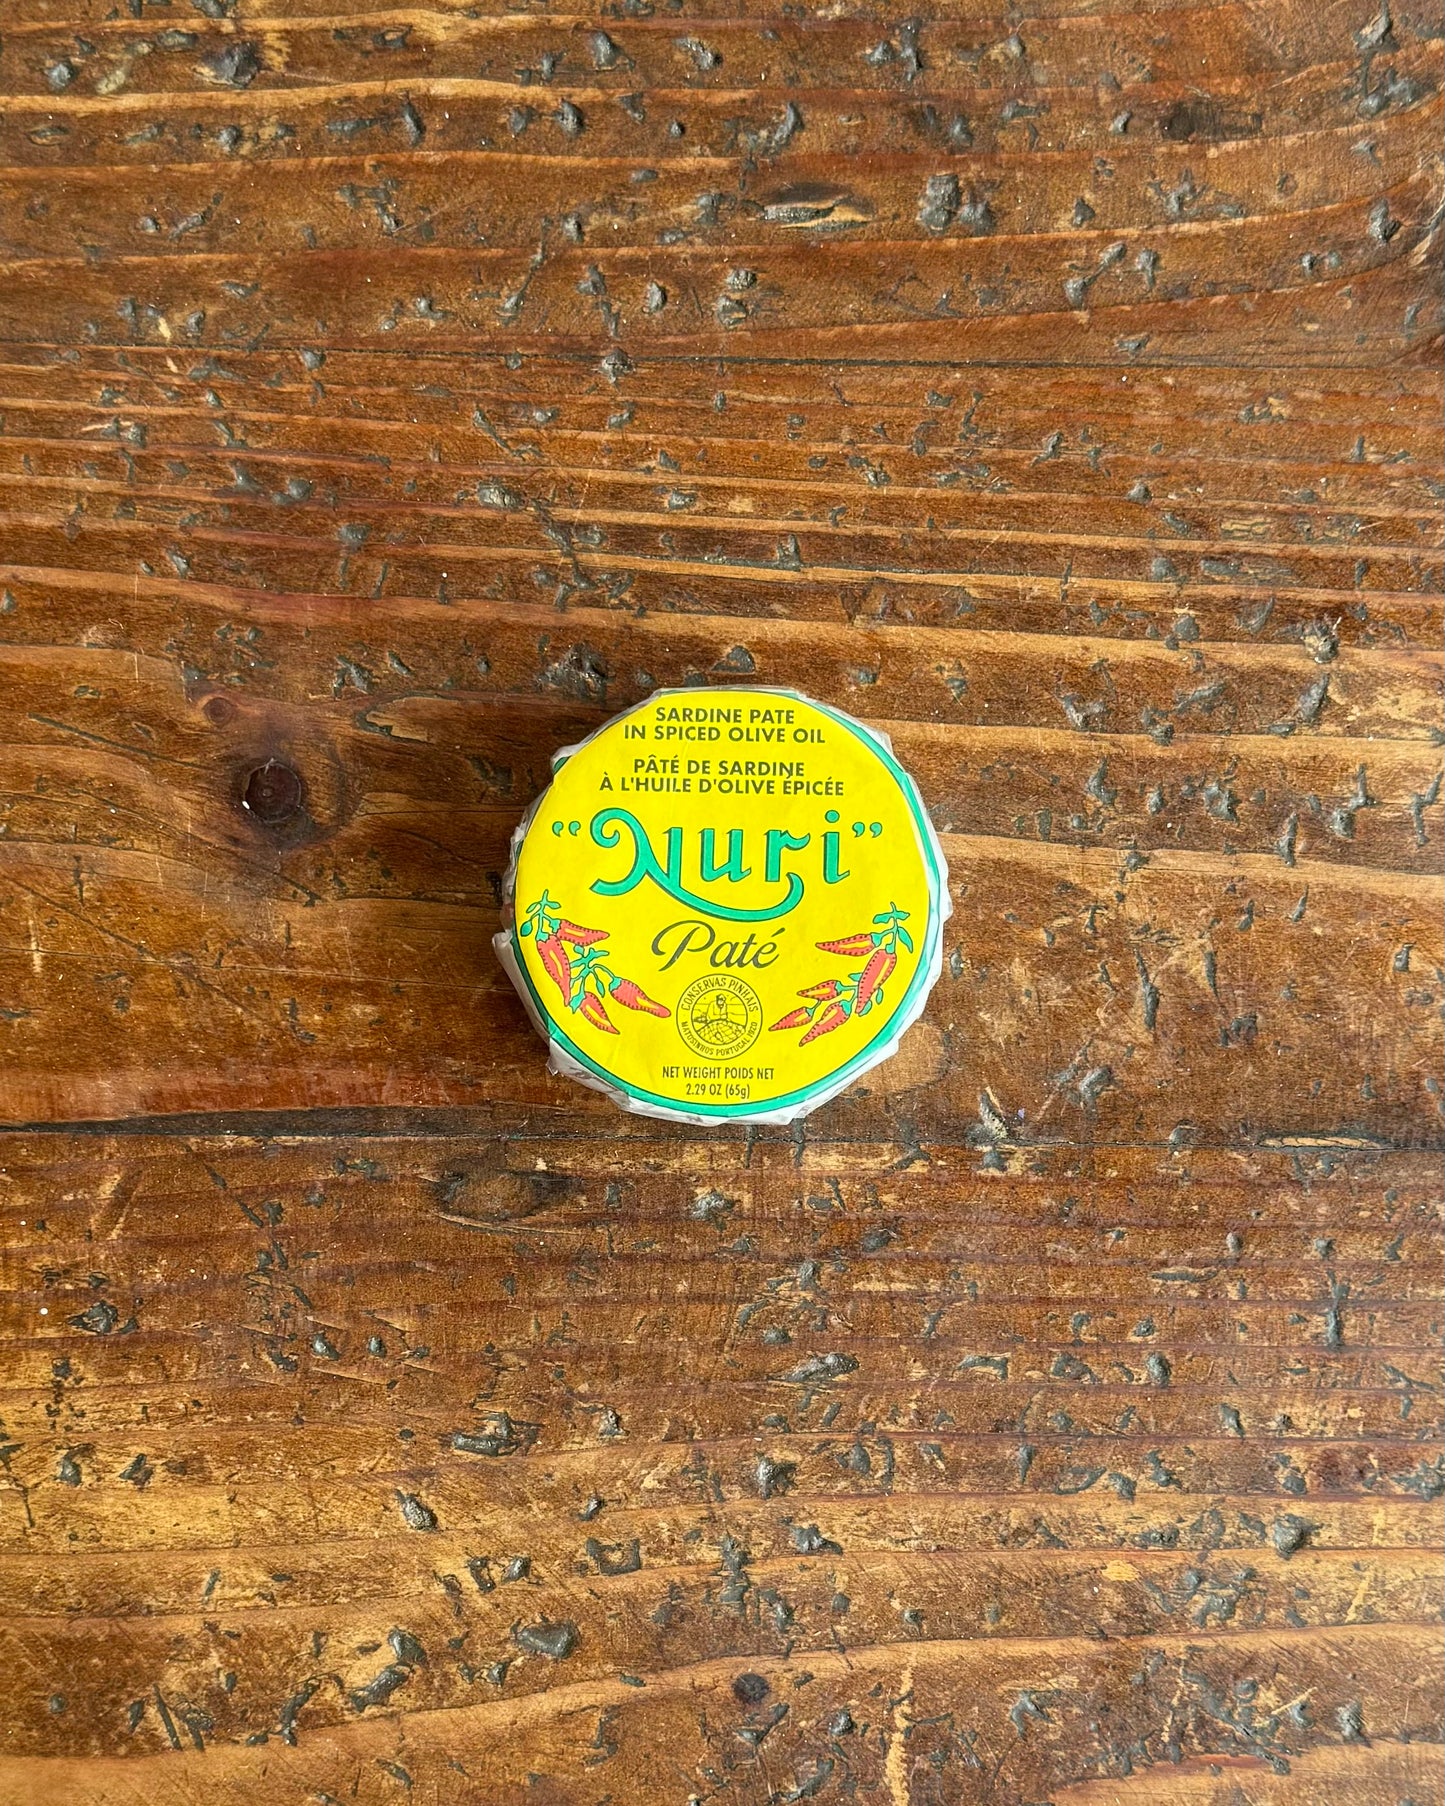 SARDINE PATE
IN SPICED OLIVE OIL
PÂTÉ DE SARDINE
À L'HUILE D'OLIVE ÉPICÉE
“Nuri”
Paté
CONSERVAS PINHAIS
MATOSINHOS PORTUGAL 1920
NET WEIGHT POIDS NET
2.29 OZ (65g)